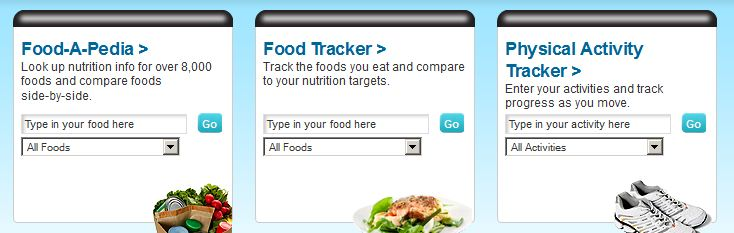 Food-A-Pedia >
Look up nutrition info for over 8,000
foods and compare foods
side-by-side.
Type in your food here
Go
All Foods
Food Tracker >
Track the foods you eat and compare
to your nutrition targets.
Type in your food here
Go
All Foods
Physical Activity
Tracker >
Enter your activities and track
progress as you move.
Type in your activity here
Go
All Activities